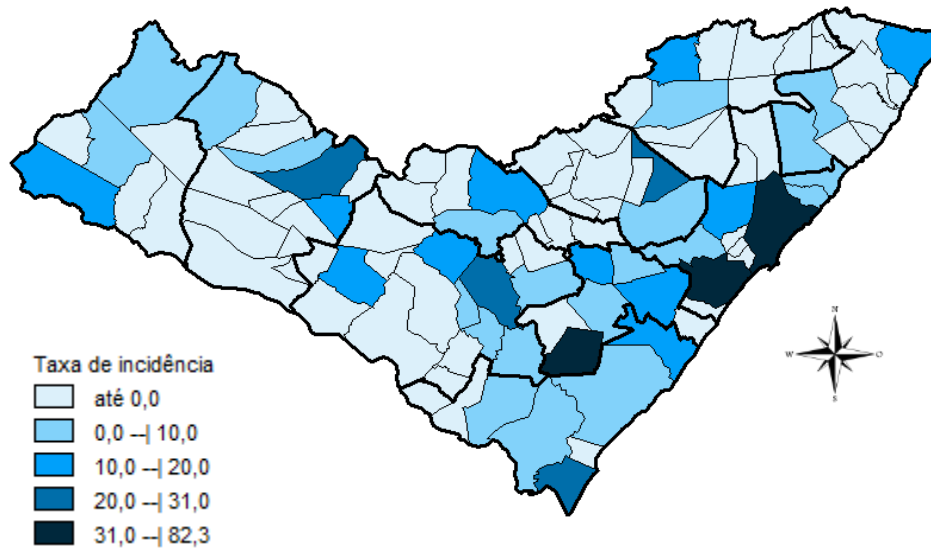 N
W
O
S
Taxa de incidência
até 0,0
0,0 --| 10,0
10,0 --| 20,0
20,0 --| 31,0
31,0 --| 82,3